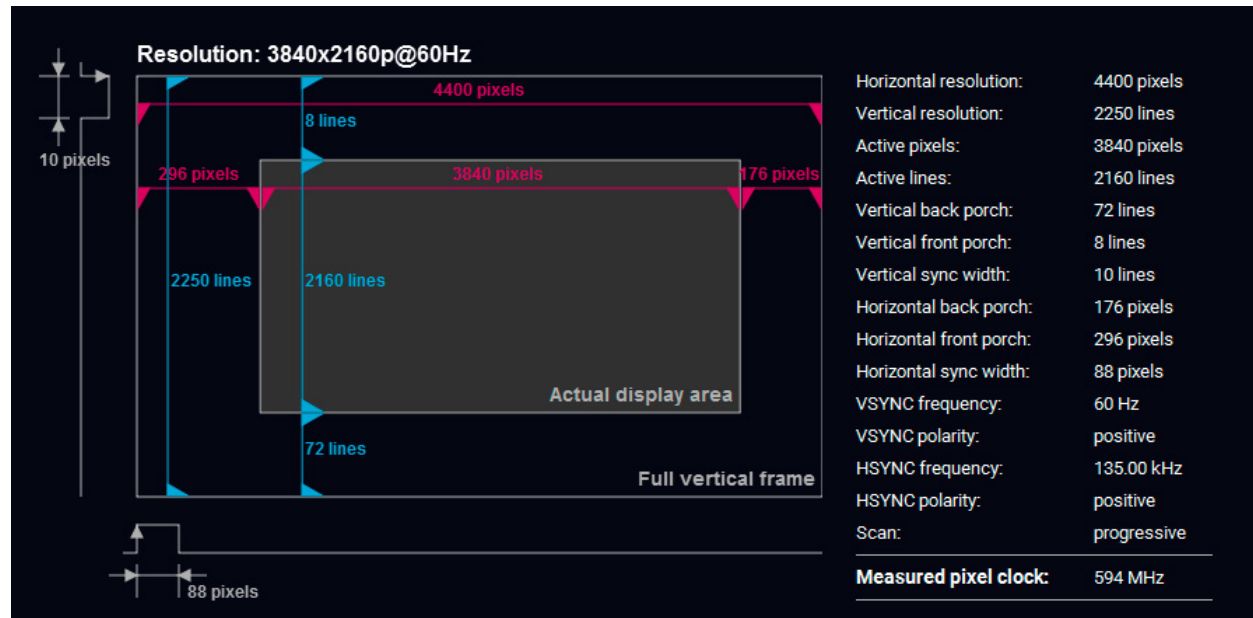 Resolution: 3840x2160p@60Hz
4400 pixels
8 lines
10 pixels
296 pixels
3840 pixels
176 pixels
2250 lines
2160 lines
Actual display area
72 lines
Full vertical frame
88 pixels
Horizontal resolution: 4400 pixels
Vertical resolution: 2250 lines
Active pixels: 3840 pixels
Active lines: 2160 lines
Vertical back porch: 72 lines
Vertical front porch: 8 lines
Vertical sync width: 10 lines
Horizontal back porch: 176 pixels
Horizontal front porch: 296 pixels
Horizontal sync width: 88 pixels
VSYNC frequency: 60 Hz
VSYNC polarity: positive
HSYNC frequency: 135.00 kHz
HSYNC polarity: positive
Scan: progressive
Measured pixel clock: 594 MHz